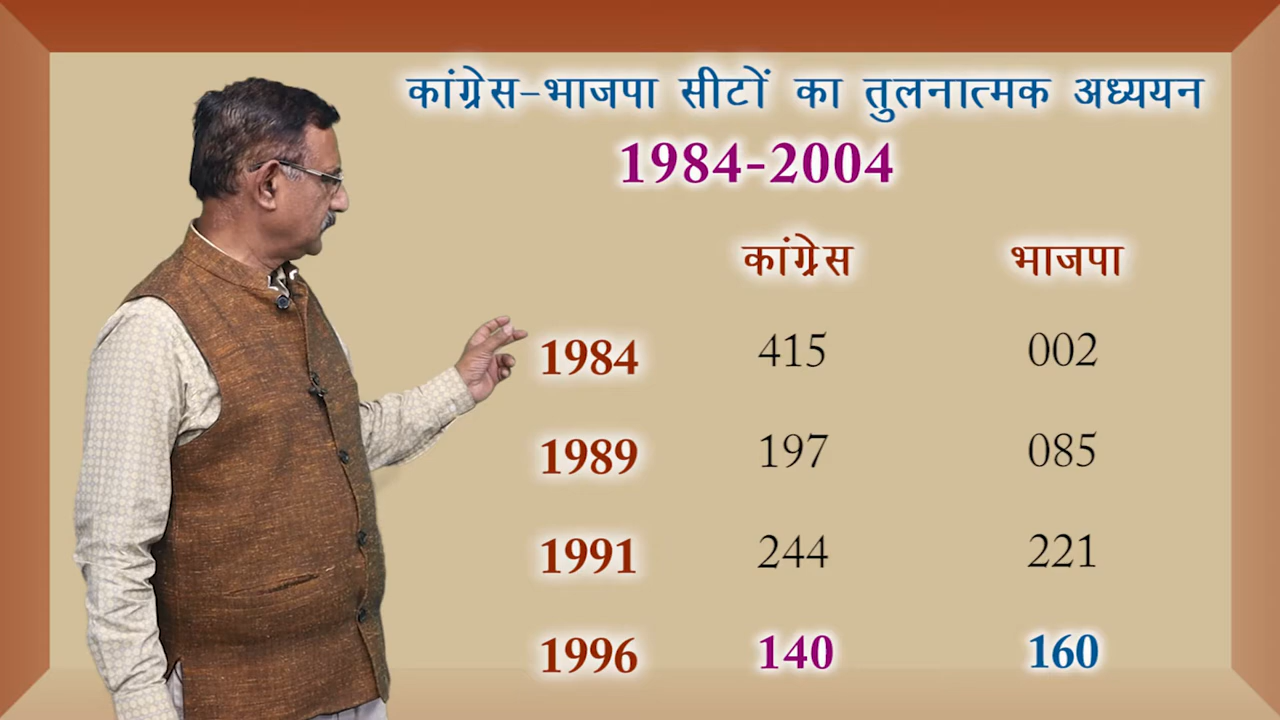 कांग्रेस-भाजपा सीटों का तुलनात्मक अध्ययन
1984-2004
कांग्रेस भाजपा
1984 415 002
1989 197 085
1991 244 221
1996 140 160